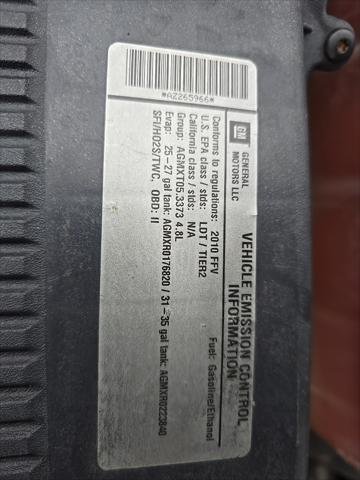 *AZ265966*
GM
GENERAL
MOTORS LLC
VEHICLE EMISSION CONTROL
INFORMATION
Conforms to regulations: 2010 FFV Fuel: Gasoline/Ethanol
U.S. EPA class / stds: LDT / TIER2
California class / stds: N/A
Group: AGMXT05.3373 4.8L
Evap: 25-27 gal tank: AGMXR0176820 / 31-35 gal tank: AGMXR0223840
SFI/HO2S/TWC, OBD: II